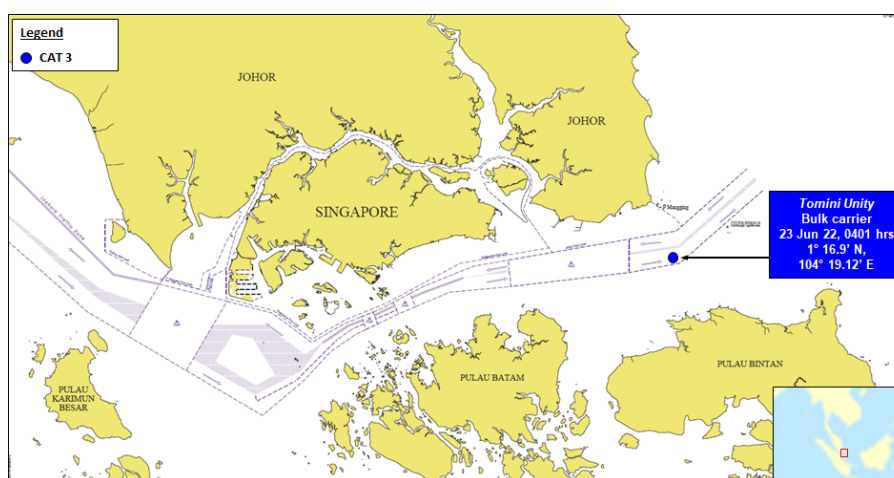 Legend
CAT 3
JOHOR
JOHOR
SINGAPORE
Tomini Unity
Bulk carrier
23 Jun 22, 0401 hrs
1° 16.9’ N,
104° 19.12’ E
PULAU BINTAN
PULAU BATAM
PULAU
KARIMUN
BESAR